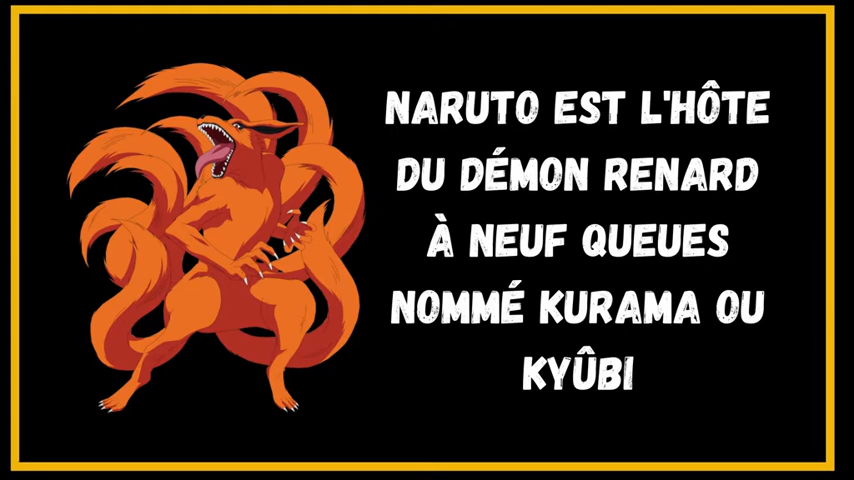 NARUTO EST L'HÔTE
DU DÉMON RENARD
À NEUF QUEUES
NOMMÉ KURAMA OU
KYÛBI